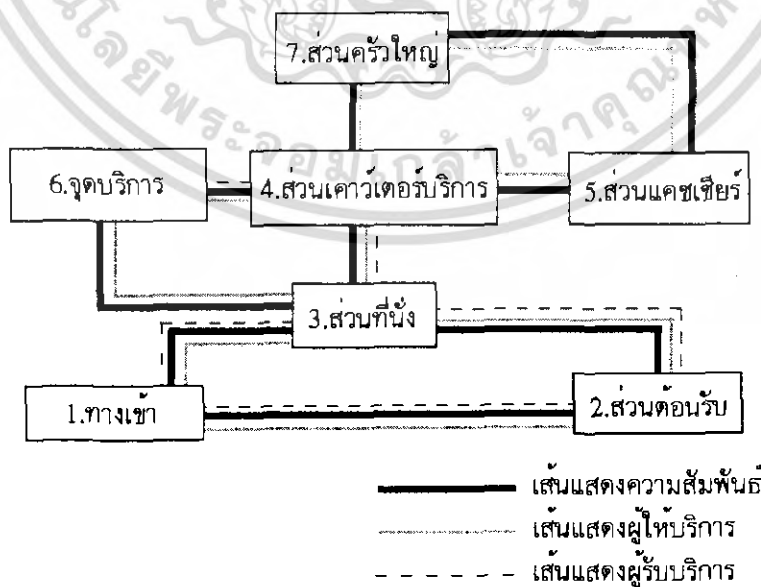 7.ส่วนครัวใหญ่
6.จุดบริการ
4.ส่วนเคาว์เตอร์บริการ
5.ส่วนแคชเชียร์
3.ส่วนที่นั่ง
1.ทางเข้า
2.ส่วนต้อนรับ
เส้นแสดงความสัมพันธ์
เส้นแสดงผู้ให้บริการ
เส้นแสดงผู้รับบริการ